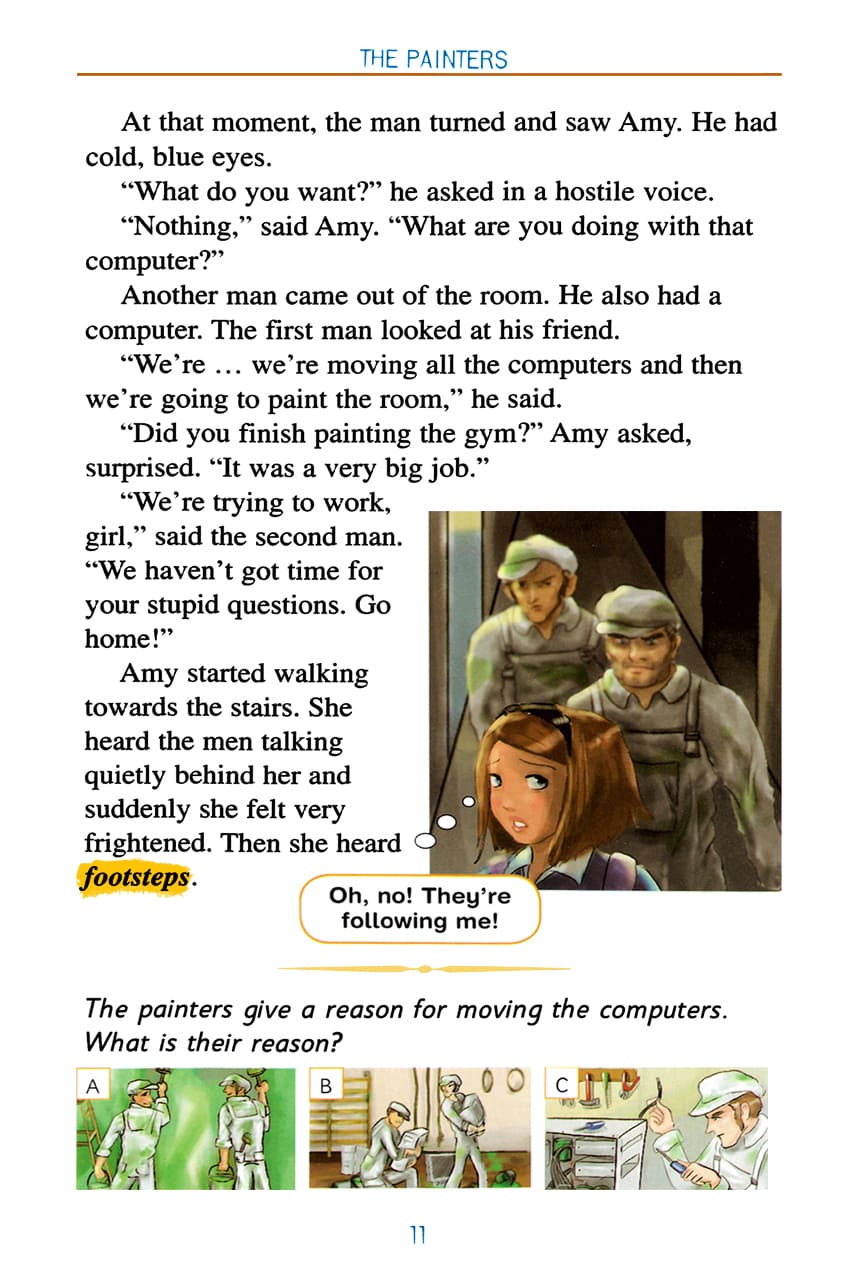 THE PAINTERS
At that moment, the man turned and saw Amy. He had
cold, blue eyes.
“What do you want?” he asked in a hostile voice.
“Nothing,” said Amy. “What are you doing with that
computer?”
Another man came out of the room. He also had a
computer. The first man looked at his friend.
“We’re … we’re moving all the computers and then
we’re going to paint the room,” he said.
“Did you finish painting the gym?” Amy asked,
surprised. “It was a very big job.”
“We’re trying to work,
girl,” said the second man.
“We haven’t got time for
your stupid questions. Go
home!”
Amy started walking
towards the stairs. She
heard the men talking
quietly behind her and
suddenly she felt very
frightened. Then she heard
footsteps.
Oh, no! They’re
following me!
The painters give a reason for moving the computers.
What is their reason?
A
B
C
11